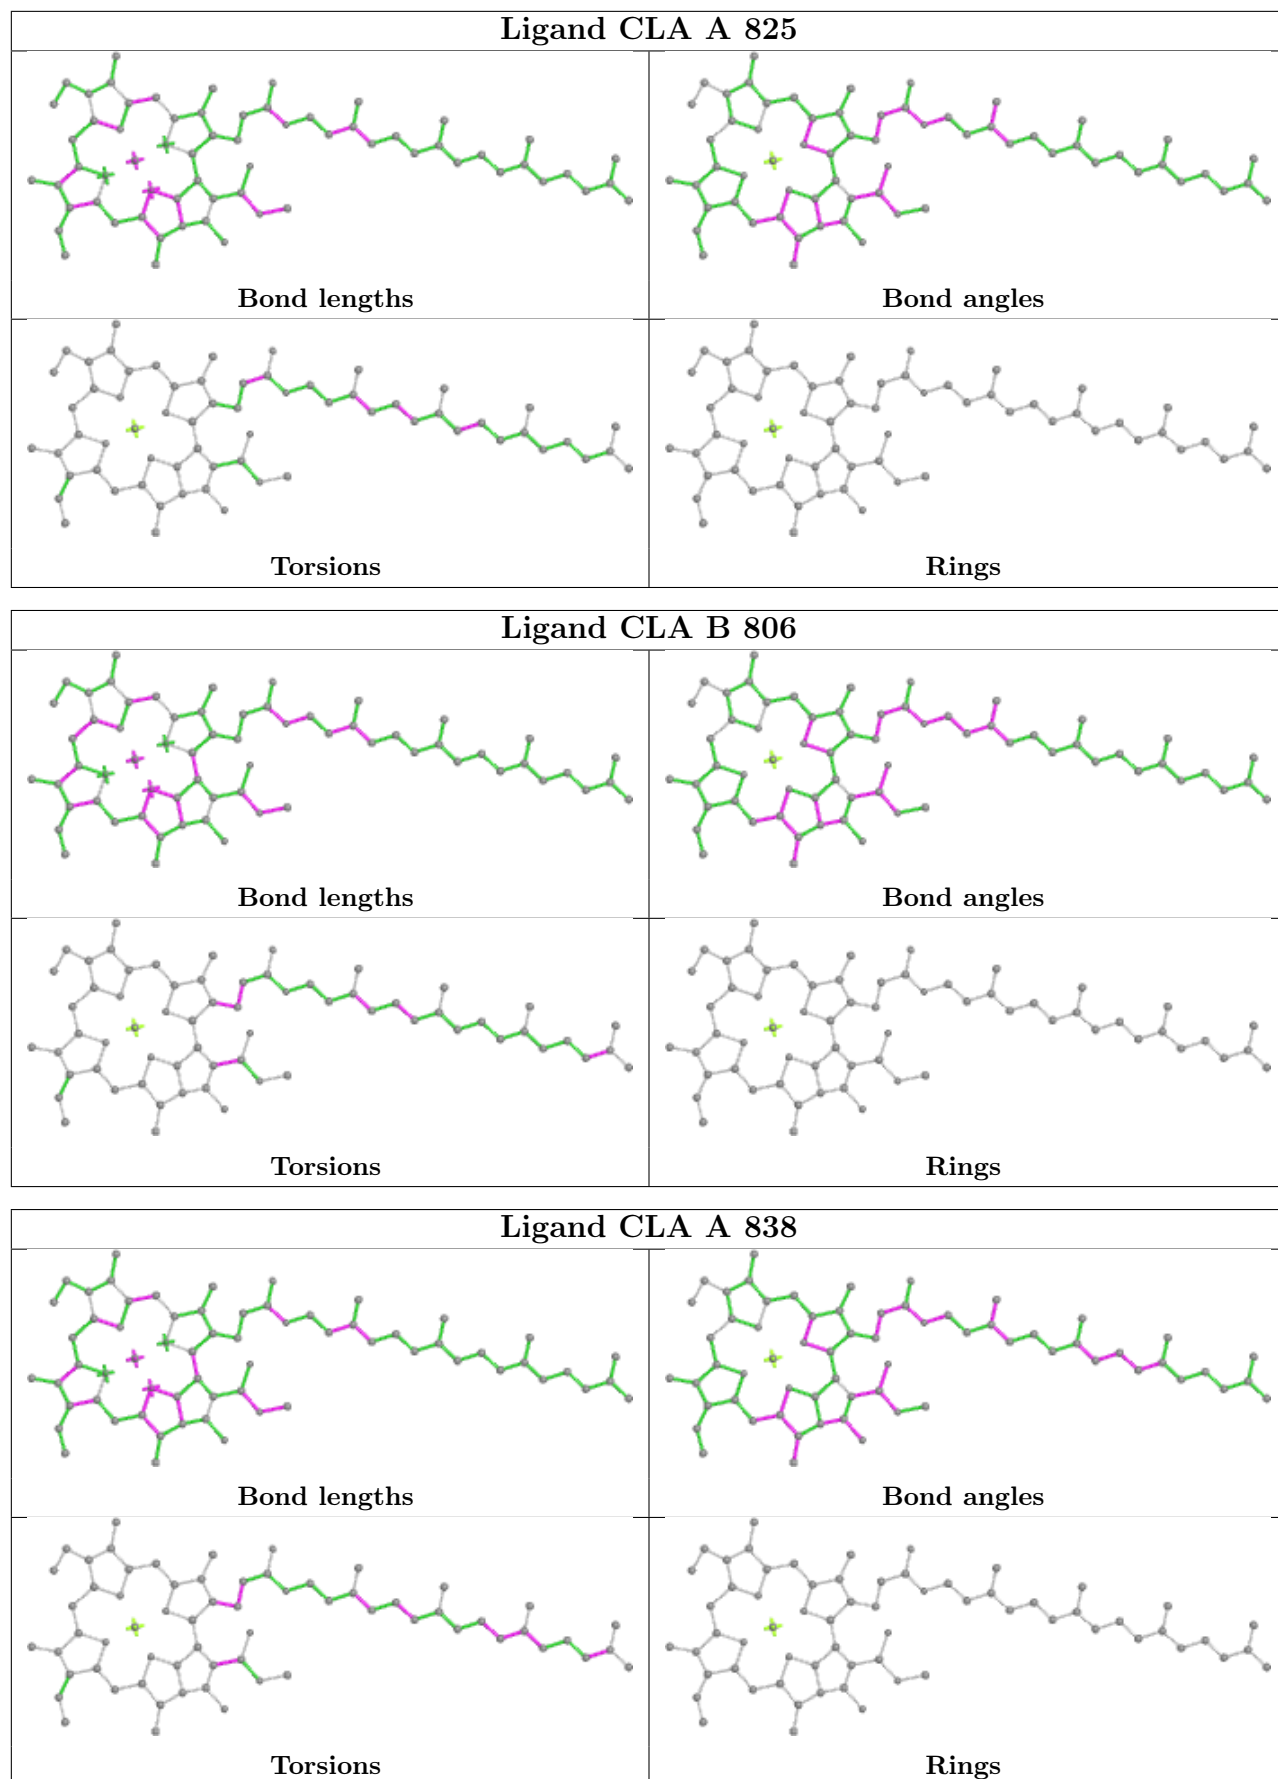 Ligand CLA A 825
Bond lengths
Bond angles
Torsions
Rings
Ligand CLA B 806
Bond lengths
Bond angles
Torsions
Rings
Ligand CLA A 838
Bond lengths
Bond angles
Torsions
Rings